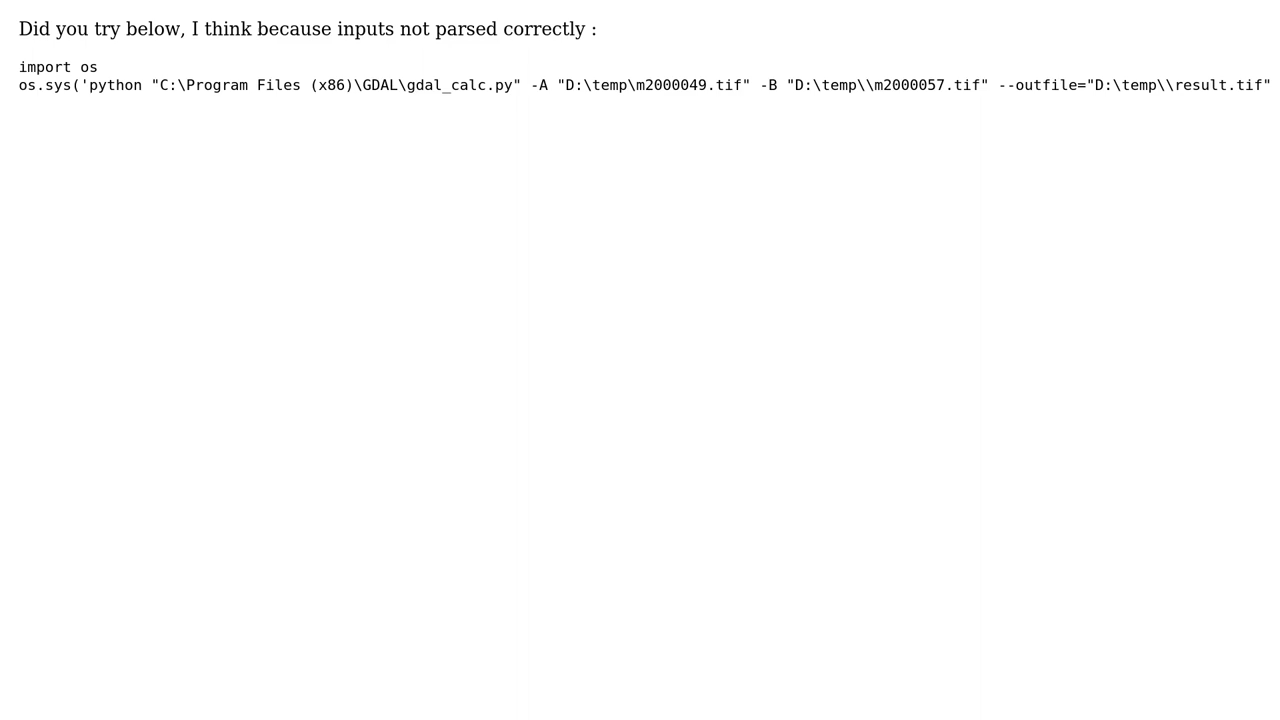 Did you try below, I think because inputs not parsed correctly :
import os
os.sys('python "C:\Program Files (x86)\GDAL\gdal_calc.py" -A "D:\temp\m2000049.tif" -B "D:\temp\\m2000057.tif" --outfile="D:\temp\\result.tif"